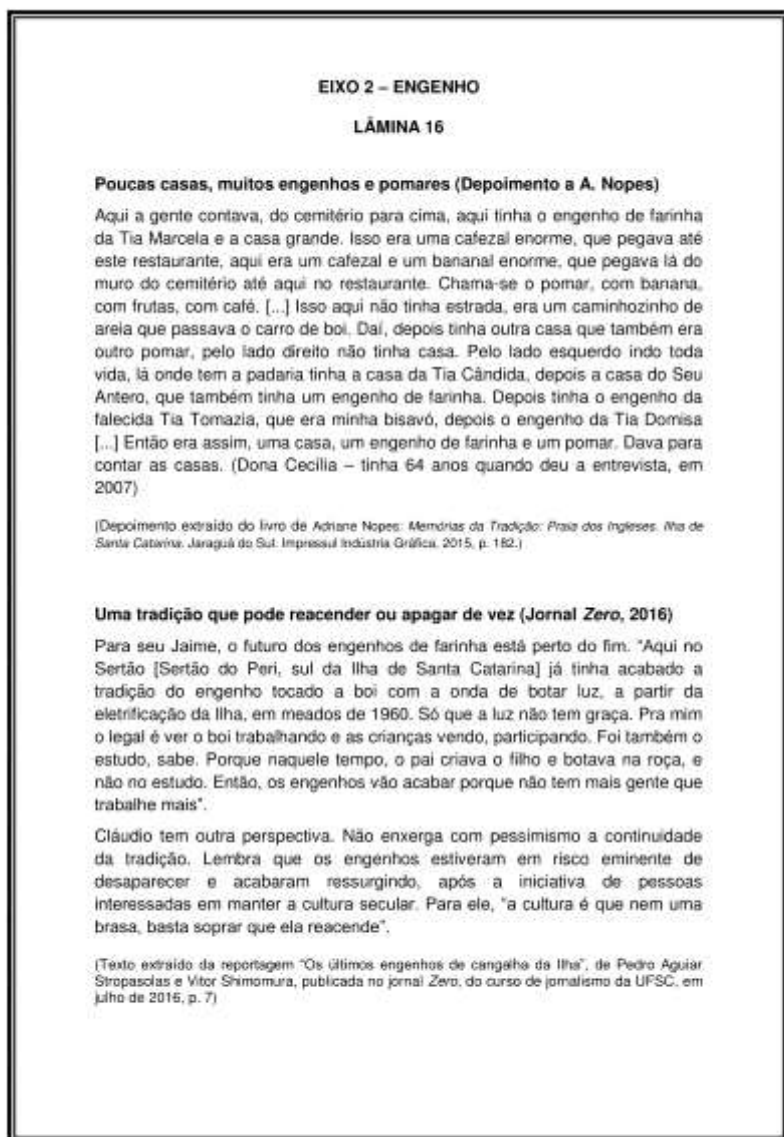 EIXO 2 – ENGENHO
LÂMINA 16
Poucas casas, muitos engenhos e pomares (Depoimento a A. Nopes)
Aqui a gente contava, do cemitério para cima, aqui tinha o engenho de farinha
da Tia Marcela e a casa grande. Isso era uma cafezal enorme, que pegava até
este restaurante, aqui era um cafezal e um bananal enorme, que pegava lá do
muro do cemitério até aqui no restaurante. Chama-se o pomar, com banana,
com frutas, com café. [...] Isso aqui não tinha estrada, era um caminhozinho de
areia que passava o carro de boi. Daí, depois tinha outra casa que também era
outro pomar, pelo lado direito não tinha casa. Pelo lado esquerdo indo toda
vida, lá onde tem a padaria tinha a casa da Tia Cândida, depois a casa do Seu
Antero, que também tinha um engenho de farinha. Depois tinha o engenho da
falecida Tia Tomazia, que era minha bisavó, depois o engenho da Tia Domisa
[...] Então era assim, uma casa, um engenho de farinha e um pomar. Dava para
contar as casas. (Dona Cecília – tinha 64 anos quando deu a entrevista, em
2007)
(Depoimento extraído do livro de Adriane Nopes: Memórias da Tradição: Praia dos Ingleses. Ilha de
Santa Catarina. Jaraguá do Sul: Impressul Indústria Gráfica, 2015, p. 182.)
Uma tradição que pode reacender ou apagar de vez (Jornal Zero, 2016)
Para seu Jaime, o futuro dos engenhos de farinha está perto do fim. “Aqui no
Sertão [Sertão do Peri, sul da Ilha de Santa Catarina] já tinha acabado a
tradição do engenho tocado a boi com a onda de botar luz, a partir da
eletrificação da Ilha, em meados de 1960. Só que a luz não tem graça. Pra mim
o legal é ver o boi trabalhando e as crianças vendo, participando. Foi também o
estudo, sabe. Porque naquele tempo, o pai criava o filho e botava na roça, e
não no estudo. Então, os engenhos vão acabar porque não tem mais gente que
trabalhe mais”.
Cláudio tem outra perspectiva. Não enxerga com pessimismo a continuidade
da tradição. Lembra que os engenhos estiveram em risco eminente de
desaparecer e acabaram ressurgindo, após a iniciativa de pessoas
interessadas em manter a cultura secular. Para ele, “a cultura é que nem uma
brasa, basta soprar que ela reacende”.
(Texto extraído da reportagem “Os últimos engenhos de cangalha da Ilha”, de Pedro Aguiar
Stropasolas e Vitor Shimomura, publicada no jornal Zero, do curso de jornalismo da UFSC, em
julho de 2016, p. 7)